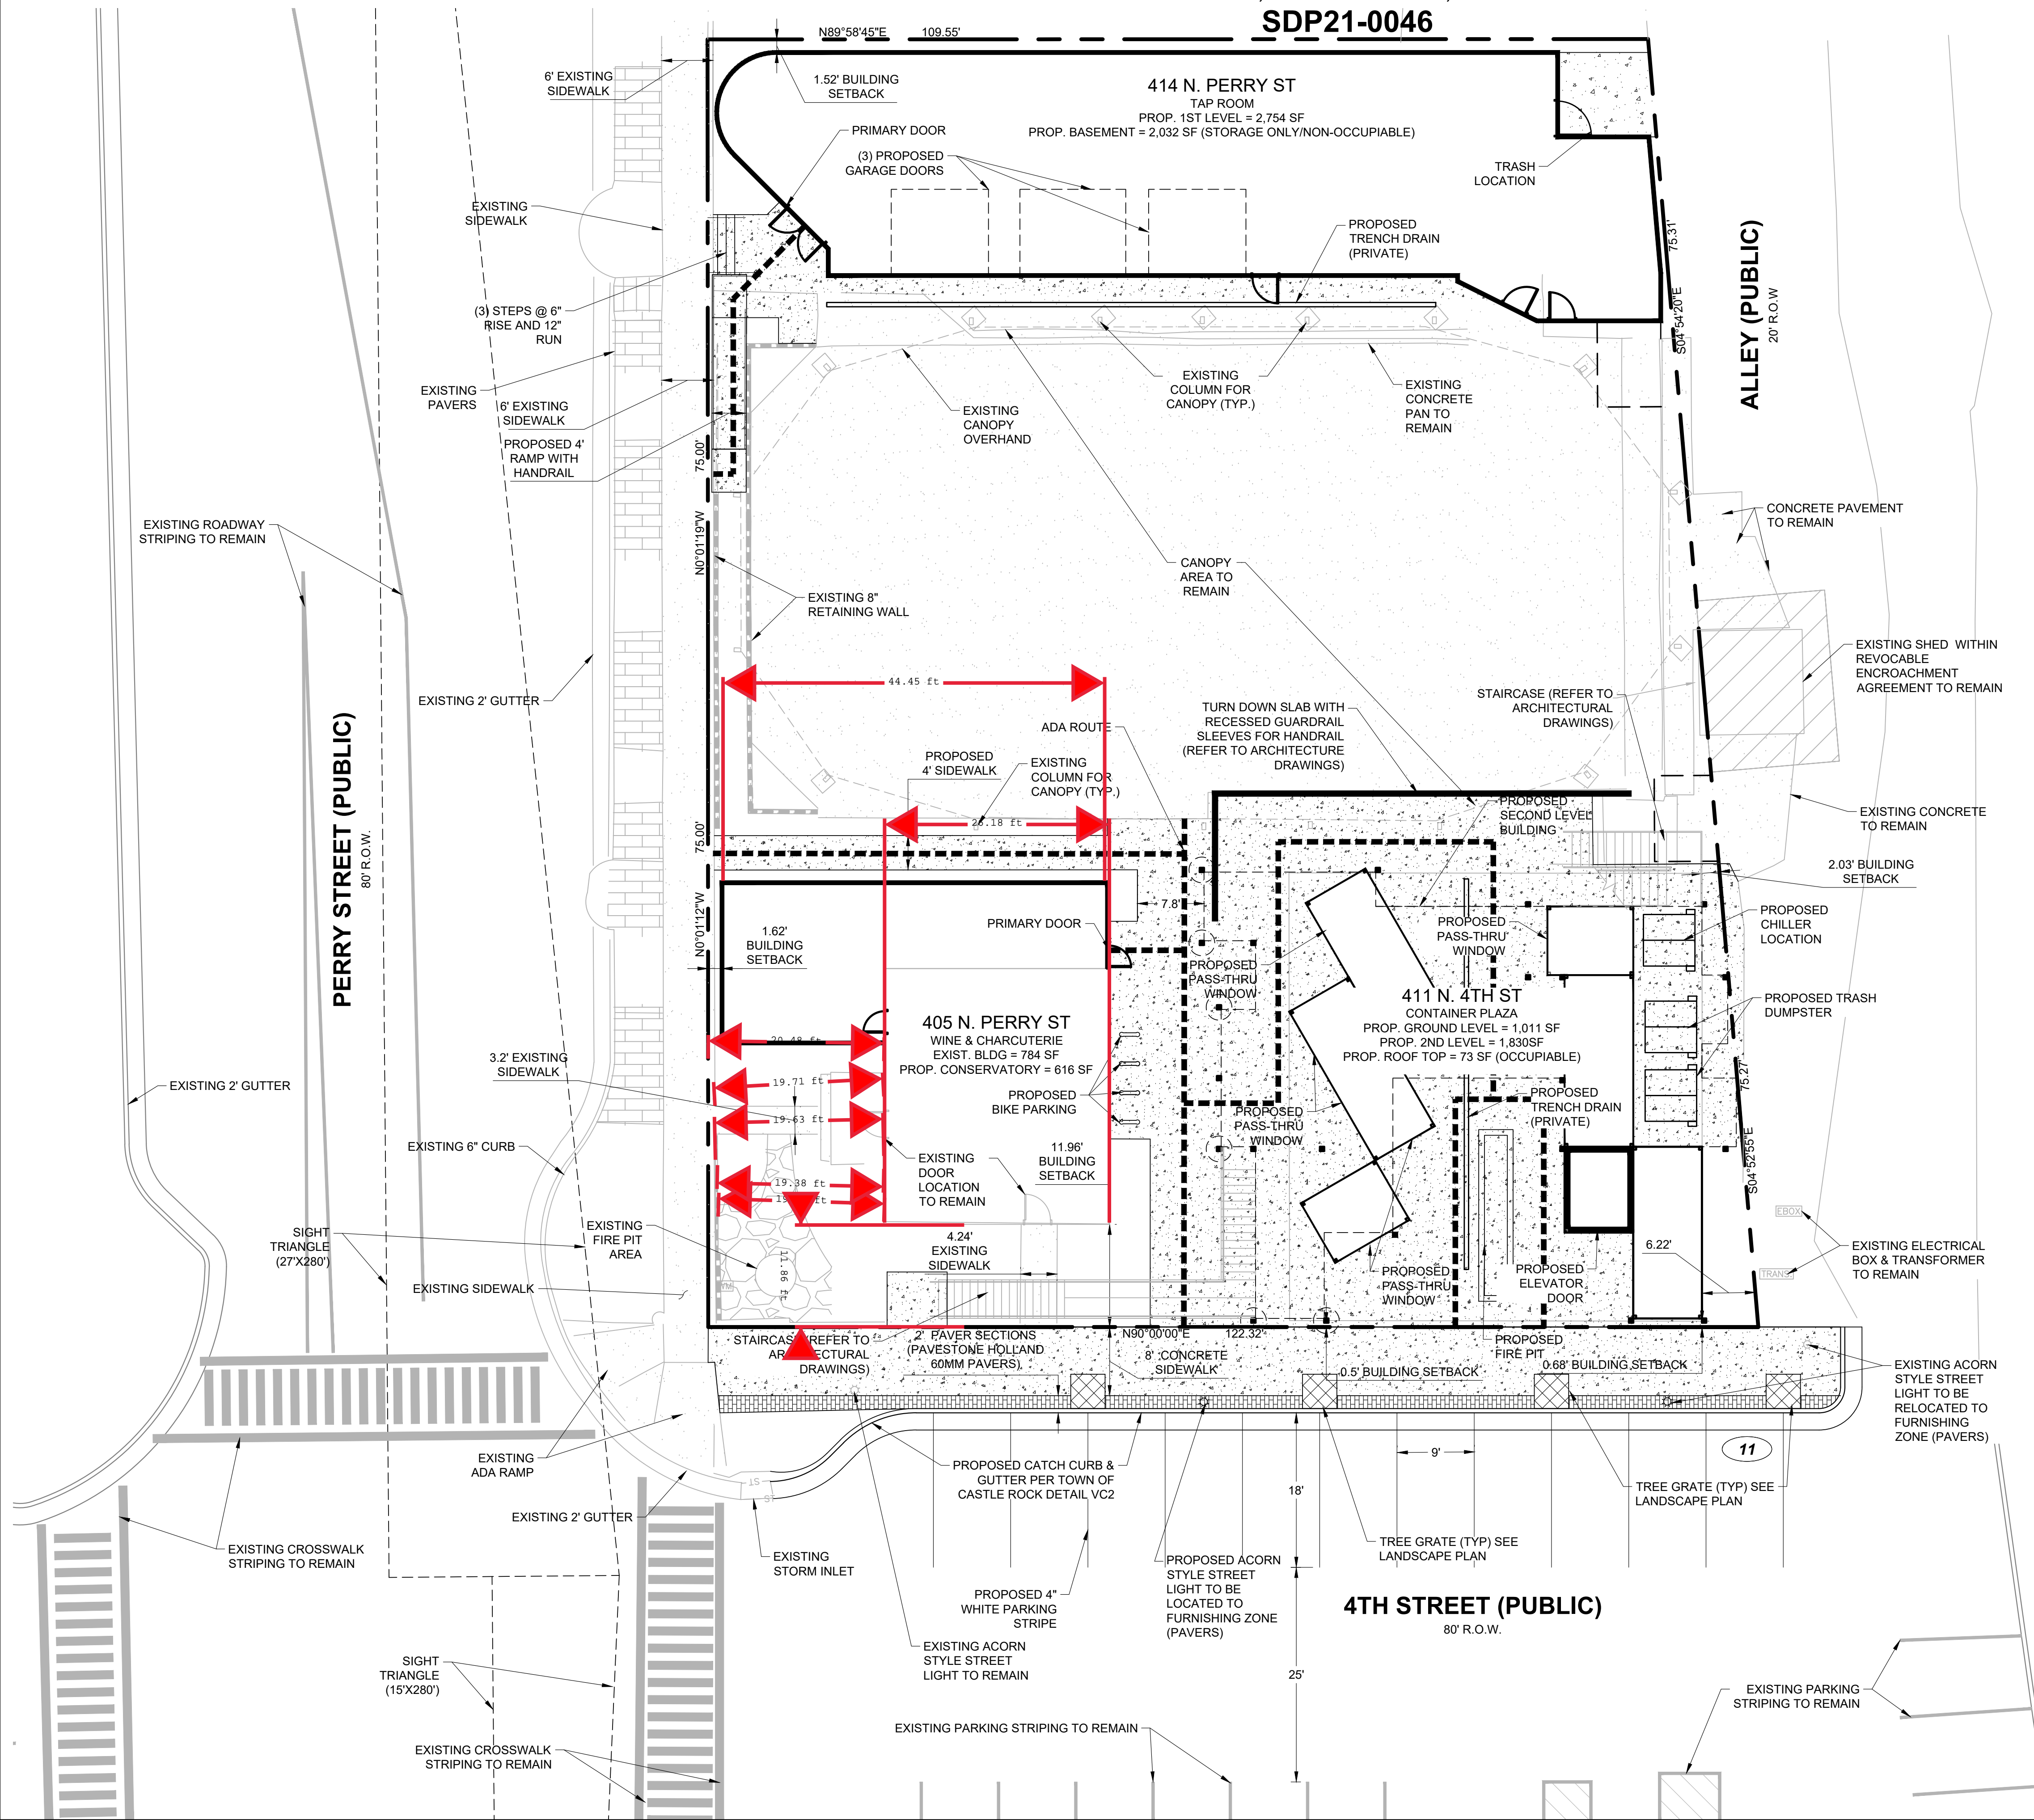 SDP21-0046
N89°58'45"E 109.55'
6' EXISTING
SIDEWALK
1.52' BUILDING
SETBACK
414 N. PERRY ST
TAP ROOM
PROP. 1ST LEVEL = 2,754 SF
PROP. BASEMENT = 2,032 SF (STORAGE ONLY/NON-OCCUPIABLE)
PRIMARY DOOR
(3) PROPOSED
GARAGE DOORS
TRASH
LOCATION
EXISTING
SIDEWALK
PROPOSED
TRENCH DRAIN
(PRIVATE)
75.31'
S04°54'20"E
ALLEY (PUBLIC)
20' R.O.W
(3) STEPS @ 6"
RISE AND 12"
RUN
EXISTING
PAVERS
6' EXISTING
SIDEWALK
PROPOSED 4'
RAMP WITH
HANDRAIL
75.00'
N0°01'19"W
EXISTING
CANOPY
OVERHAND
EXISTING
COLUMN FOR
CANOPY (TYP.)
EXISTING
CONCRETE
PAN TO
REMAIN
EXISTING ROADWAY
STRIPING TO REMAIN
CONCRETE PAVEMENT
TO REMAIN
CANOPY
AREA TO
REMAIN
EXISTING 8"
RETAINING WALL
EXISTING SHED WITHIN
REVOCABLE
ENCROACHMENT
AGREEMENT TO REMAIN
EXISTING 2' GUTTER
44.45 ft
STAIRCASE (REFER TO
ARCHITECTURAL
DRAWINGS)
TURN DOWN SLAB WITH
RECESSED GUARDRAIL
SLEEVES FOR HANDRAIL
(REFER TO ARCHITECTURE
DRAWINGS)
ADA ROUTE
PERRY STREET (PUBLIC)
80' R.O.W.
PROPOSED
4' SIDEWALK
EXISTING
COLUMN FOR
CANOPY (TYP.)
PROPOSED
SECOND LEVEL
BUILDING
EXISTING CONCRETE
TO REMAIN
75.00'
N0°01'12"W
2.03' BUILDING
SETBACK
7.8'
PRIMARY DOOR
1.62'
BUILDING
SETBACK
PROPOSED
PASS-THRU
WINDOW
PROPOSED
CHILLER
LOCATION
PROPOSED
PASS-THRU
WINDOW
411 N. 4TH ST
CONTAINER PLAZA
PROP. GROUND LEVEL = 1,011 SF
PROP. 2ND LEVEL = 1,830SF
PROP. ROOF TOP = 73 SF (OCCUPIABLE)
PROPOSED TRASH
DUMPSTER
405 N. PERRY ST
WINE & CHARCUTERIE
EXIST. BLDG = 784 SF
PROP. CONSERVATORY = 616 SF
20.48 ft
3.2' EXISTING
SIDEWALK
19.71 ft
19.63 ft
EXISTING 2' GUTTER
PROPOSED
BIKE PARKING
PROPOSED
PASS-THRU
WINDOW
PROPOSED
TRENCH DRAIN
(PRIVATE)
75.27'
S04°52'55"E
EXISTING 6" CURB
EXISTING
DOOR
LOCATION
TO REMAIN
11.96'
BUILDING
SETBACK
19.38 ft
EBOX
SIGHT
TRIANGLE
(27'X280')
EXISTING
FIRE PIT
AREA
11.86 ft
4.24'
EXISTING
SIDEWALK
6.22'
EXISTING ELECTRICAL
BOX & TRANSFORMER
TO REMAIN
TRANS.
PROPOSED
PASS-THRU
WINDOW
PROPOSED
ELEVATOR
DOOR
EXISTING SIDEWALK
STAIRCASE (REFER TO
ARCHITECTURAL
DRAWINGS)
2' PAVER SECTIONS
(PAVESTONE HOLLAND
60MM PAVERS)
N90°00'00"E 122.32'
8' CONCRETE
SIDEWALK
PROPOSED
FIRE PIT
0.5' BUILDING SETBACK
0.68' BUILDING SETBACK
EXISTING ACORN
STYLE STREET
LIGHT TO BE
RELOCATED TO
FURNISHING
ZONE (PAVERS)
EXISTING
ADA RAMP
PROPOSED CATCH CURB &
GUTTER PER TOWN OF
CASTLE ROCK DETAIL VC2
9'
11
18'
TREE GRATE (TYP) SEE
LANDSCAPE PLAN
ST
ST
EXISTING 2' GUTTER
EXISTING CROSSWALK
STRIPING TO REMAIN
EXISTING
STORM INLET
TREE GRATE (TYP) SEE
LANDSCAPE PLAN
PROPOSED ACORN
STYLE STREET
LIGHT TO BE
LOCATED TO
FURNISHING ZONE
(PAVERS)
PROPOSED 4"
WHITE PARKING
STRIPE
4TH STREET (PUBLIC)
80' R.O.W.
EXISTING ACORN
STYLE STREET
LIGHT TO REMAIN
SIGHT
TRIANGLE
(15'X280')
25'
EXISTING PARKING
STRIPING TO REMAIN
EXISTING PARKING STRIPING TO REMAIN
EXISTING CROSSWALK
STRIPING TO REMAIN